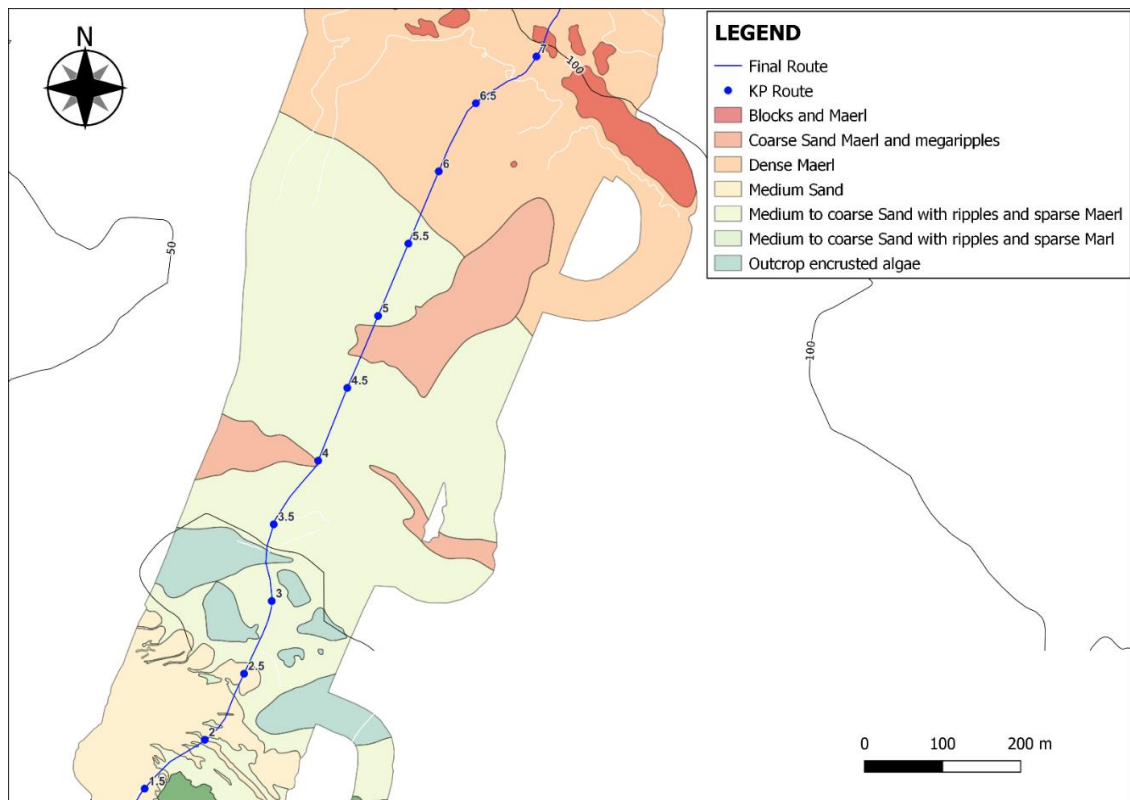 N
LEGEND
Final Route
KP Route
Blocks and Maerl
Coarse Sand Maerl and megaripples
Dense Maerl
Medium Sand
Medium to coarse Sand with ripples and sparse Maerl
Medium to coarse Sand with ripples and sparse Marl
Outcrop encrusted algae
7
100
6.5
6
50
5.5
5
100
4.5
4
3.5
3
2.5
2
1.5
0 100 200 m